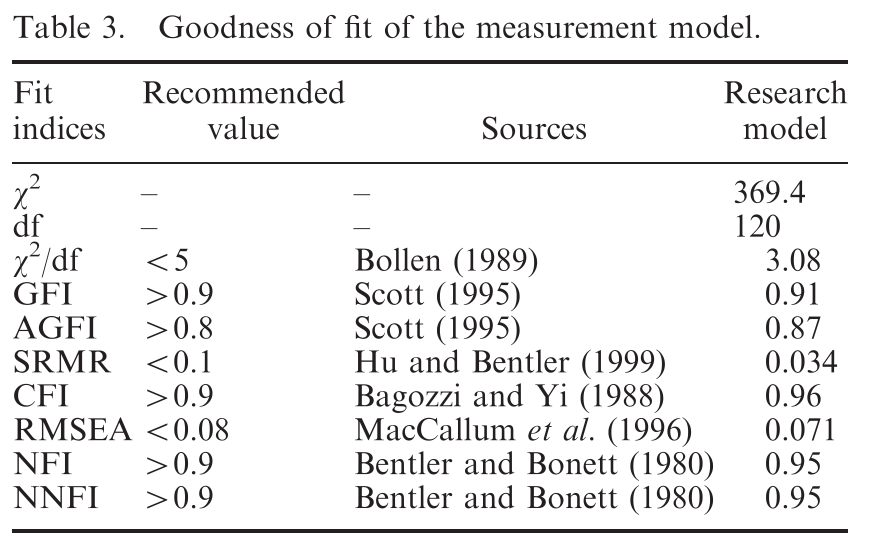 Table 3. Goodness of fit of the measurement model.
Fit indices Recommended value Sources Research model
χ² – – 369.4
df – – 120
χ²/df <5 Bollen (1989) 3.08
GFI >0.9 Scott (1995) 0.91
AGFI >0.8 Scott (1995) 0.87
SRMR <0.1 Hu and Bentler (1999) 0.034
CFI >0.9 Bagozzi and Yi (1988) 0.96
RMSEA <0.08 MacCallum et al. (1996) 0.071
NFI >0.9 Bentler and Bonett (1980) 0.95
NNFI >0.9 Bentler and Bonett (1980) 0.95